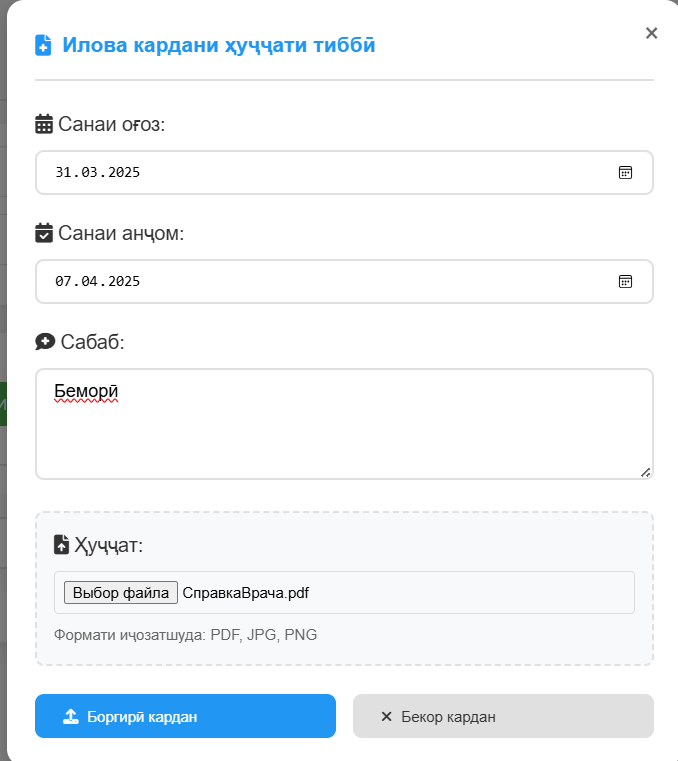 Илова кардани ҳуҷҷати тиббӣ
Санаи оғоз:
31.03.2025
Санаи анҷом:
07.04.2025
Сабаб:
Беморӣ
Ҳуҷҷат:
Выбор файла СправкаВрача.pdf
Формати иҷозатшуда: PDF, JPG, PNG
Боргирӣ кардан
Бекор кардан